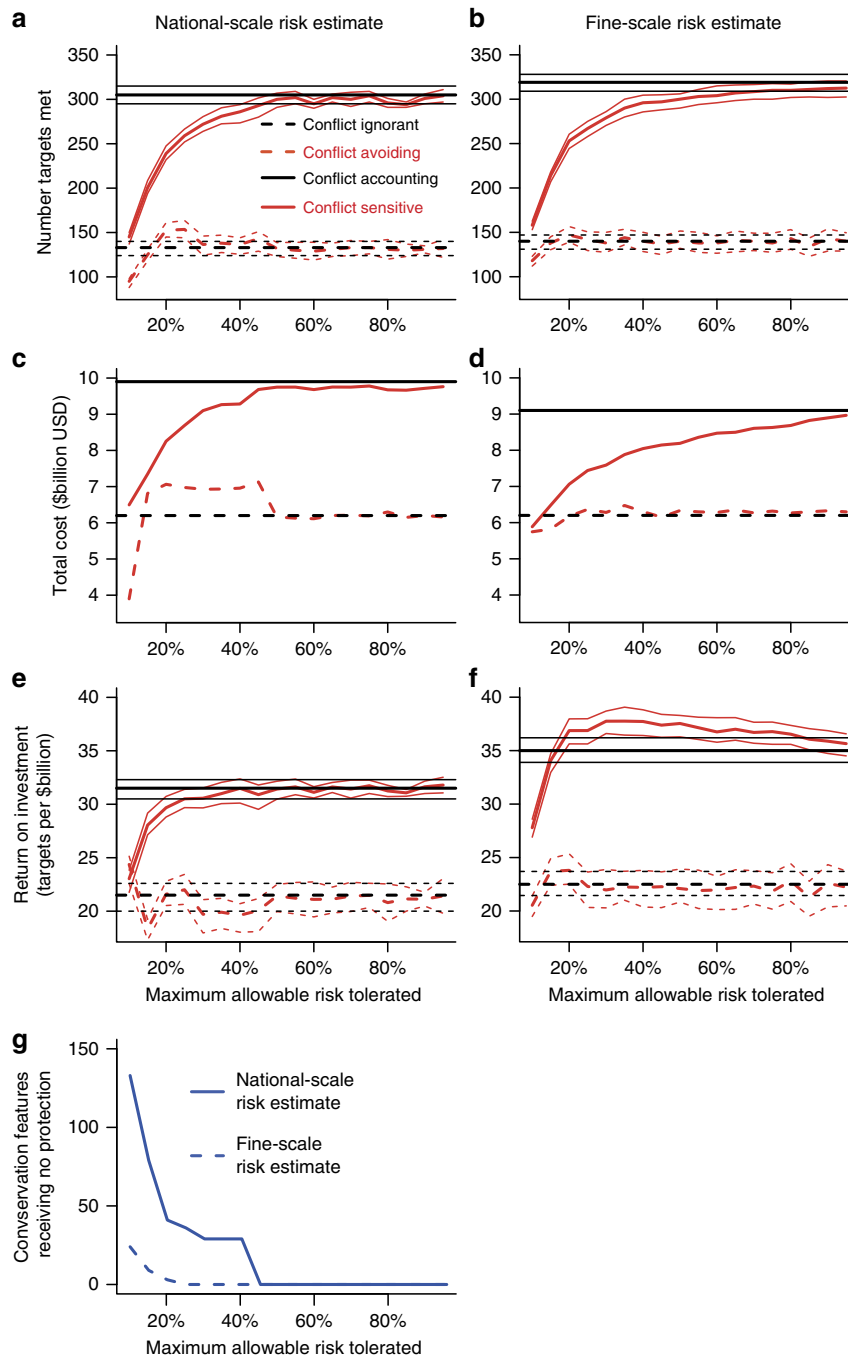 a
National-scale risk estimate
b
Fine-scale risk estimate
Number targets met
350
300
250
200
150
100
Conflict ignorant
Conflict avoiding
Conflict accounting
Conflict sensitive
20%
40%
60%
80%
350
300
250
200
150
100
20%
40%
60%
80%
c
Total cost ($billion USD)
10
9
8
7
6
5
4
20%
40%
60%
80%
d
10
9
8
7
6
5
4
20%
40%
60%
80%
e
Return on investment
(targets per $billion)
40
35
30
25
20
20%
40%
60%
80%
Maximum allowable risk tolerated
f
40
35
30
25
20
20%
40%
60%
80%
Maximum allowable risk tolerated
g
Convservation features
receiving no protection
150
100
50
0
National-scale
risk estimate
Fine-scale
risk estimate
20%
40%
60%
80%
Maximum allowable risk tolerated